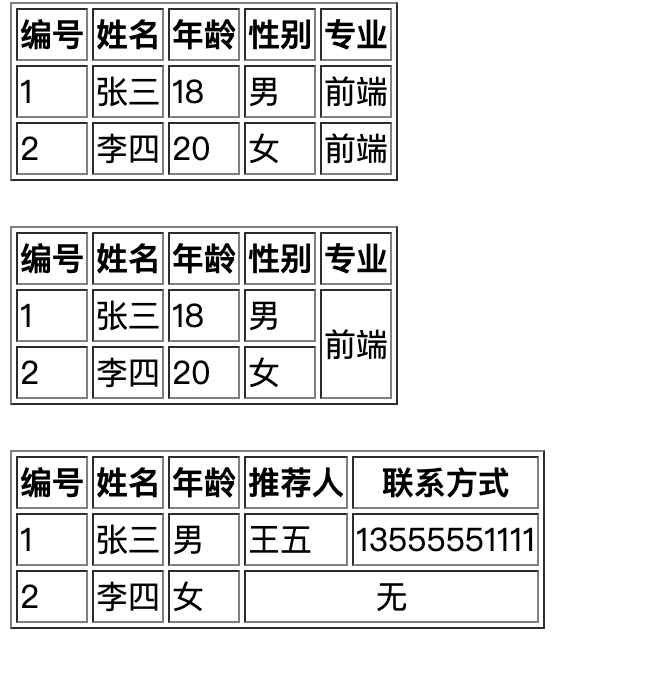 编号 姓名 年龄 性别 专业
1 张三 18 男 前端
2 李四 20 女 前端
编号 姓名 年龄 性别 专业
1 张三 18 男 前端
2 李四 20 女
编号 姓名 年龄 推荐人 联系方式
1 张三 男 王五 13555551111
2 李四 女 无